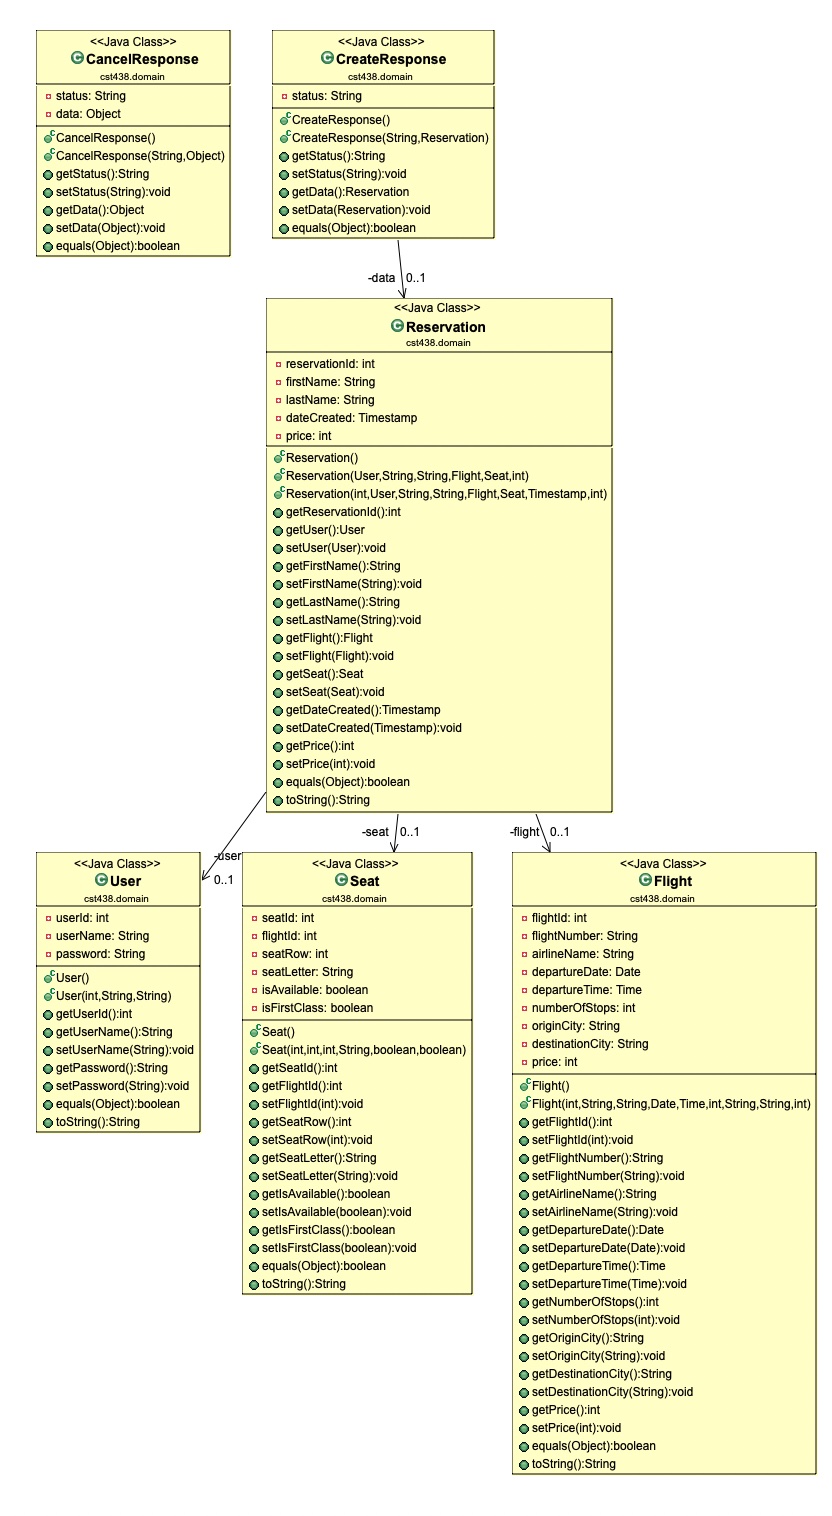 <<Java Class>>
CancelResponse
cst438.domain
status: String
data: Object
CancelResponse()
CancelResponse(String,Object)
getStatus():String
setStatus(String):void
getData():Object
setData(Object):void
equals(Object):boolean
<<Java Class>>
CreateResponse
cst438.domain
status: String
CreateResponse()
CreateResponse(String,Reservation)
getStatus():String
setStatus(String):void
getData():Reservation
setData(Reservation):void
equals(Object):boolean
-data 0..1
<<Java Class>>
Reservation
cst438.domain
reservationId: int
firstName: String
lastName: String
dateCreated: Timestamp
price: int
Reservation()
Reservation(User,String,String,Flight,Seat,int)
Reservation(int,User,String,String,Flight,Seat,Timestamp,int)
getReservationId():int
getUser():User
setUser(User):void
getFirstName():String
setFirstName(String):void
getLastName():String
setLastName(String):void
getFlight():Flight
setFlight(Flight):void
getSeat():Seat
setSeat(Seat):void
getDateCreated():Timestamp
setDateCreated(Timestamp):void
getPrice():int
setPrice(int):void
equals(Object):boolean
toString():String
-user
0..1
-seat 0..1
-flight 0..1
<<Java Class>>
User
cst438.domain
userId: int
userName: String
password: String
User()
User(int,String,String)
getUserId():int
getUserName():String
setUserName(String):void
getPassword():String
setPassword(String):void
equals(Object):boolean
toString():String
<<Java Class>>
Seat
cst438.domain
seatId: int
flightId: int
seatRow: int
seatLetter: String
isAvailable: boolean
isFirstClass: boolean
Seat()
Seat(int,int,int,String,boolean,boolean)
getSeatId():int
getFlightId():int
setFlightId(int):void
getSeatRow():int
setSeatRow(int):void
getSeatLetter():String
setSeatLetter(String):void
getIsAvailable():boolean
setIsAvailable(boolean):void
getIsFirstClass():boolean
setIsFirstClass(boolean):void
equals(Object):boolean
toString():String
<<Java Class>>
Flight
cst438.domain
flightId: int
flightNumber: String
airlineName: String
departureDate: Date
departureTime: Time
numberOfStops: int
originCity: String
destinationCity: String
price: int
Flight()
Flight(int,String,String,Date,Time,int,String,String,int)
getFlightId():int
setFlightId(int):void
getFlightNumber():String
setFlightNumber(String):void
getAirlineName():String
setAirlineName(String):void
getDepartureDate():Date
setDepartureDate(Date):void
getDepartureTime():Time
setDepartureTime(Time):void
getNumberOfStops():int
setNumberOfStops(int):void
getOriginCity():String
setOriginCity(String):void
getDestinationCity():String
setDestinationCity(String):void
getPrice():int
setPrice(int):void
equals(Object):boolean
toString():String